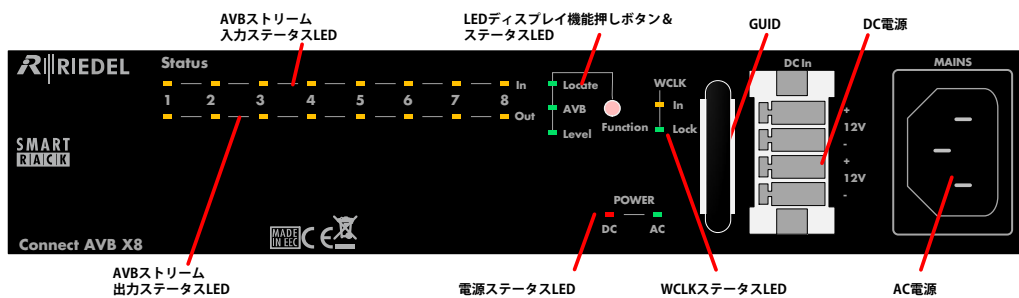 AVBストリーム
入力ステータスLED
LEDディスプレイ機能押しボタン＆
ステータスLED
GUID
DC電源
RIEDEL
Status
In
1 2 3 4 5 6 7 8
Out
Locate
AVB
Level
Function
WCLK
In
Lock
DC In
+
12V
-
+
12V
-
MAINS
SMART
RACK
POWER
DC
AC
MADE
IN EEC
CE
Connect AVB X8
AVBストリーム
出力ステータスLED
電源ステータスLED
WCLKステータスLED
AC電源